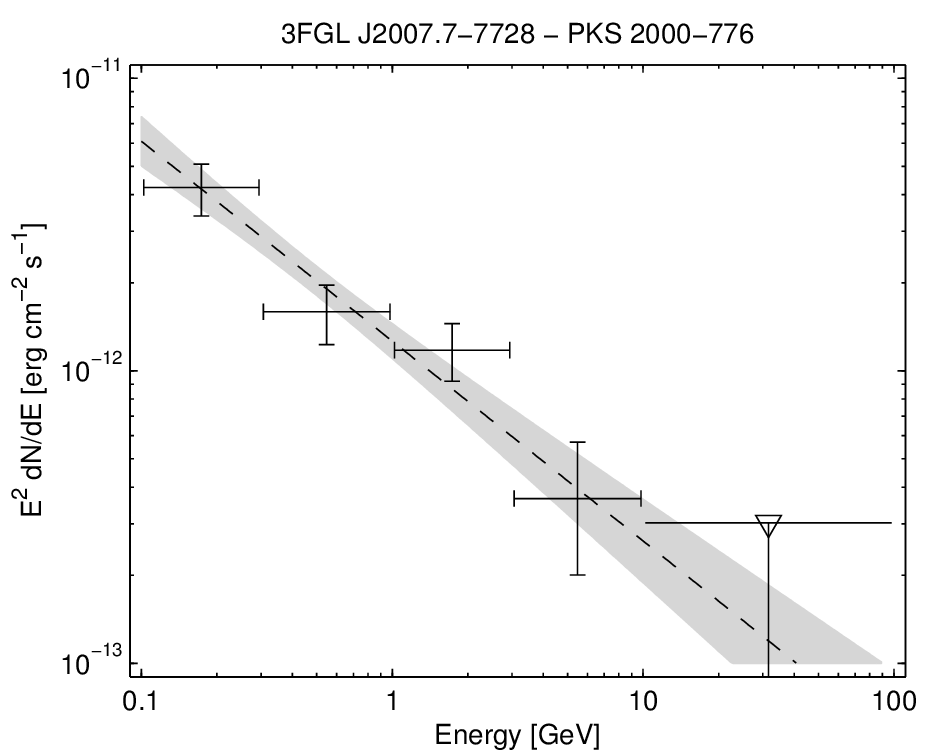 3FGL J2007.7−7728 − PKS 2000−776
E² dN/dE [erg cm⁻² s⁻¹]
10⁻¹¹
10⁻¹²
10⁻¹³
0.1 1 10 100
Energy [GeV]